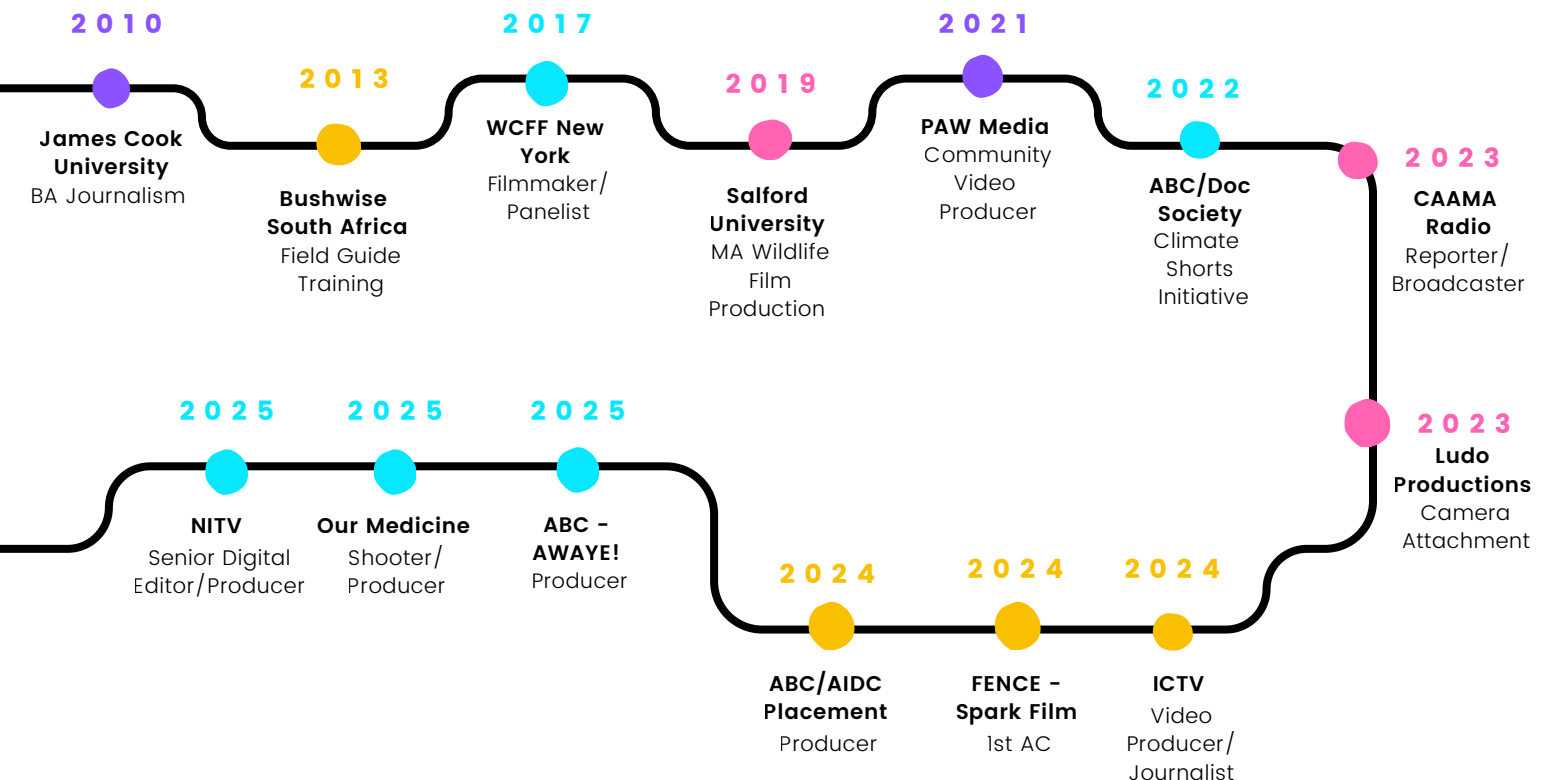 2010
James Cook
University
BA Journalism
2013
Bushwise
South Africa
Field Guide
Training
2017
WCFF New
York
Filmmaker/
Panelist
2019
Salford
University
MA Wildlife
Film
Production
2021
PAW Media
Community
Video
Producer
2022
ABC/Doc
Society
Climate
Shorts
Initiative
2023
CAAMA
Radio
Reporter/
Broadcaster
2023
Ludo
Productions
Camera
Attachment
2024
ICTV
Video
Producer/
Journalist
2024
FENCE -
Spark Film
1st AC
2024
ABC/AIDC
Placement
Producer
2025
ABC -
AWAYE!
Producer
2025
Our Medicine
Shooter/
Producer
2025
NITV
Senior Digital
Editor/Producer